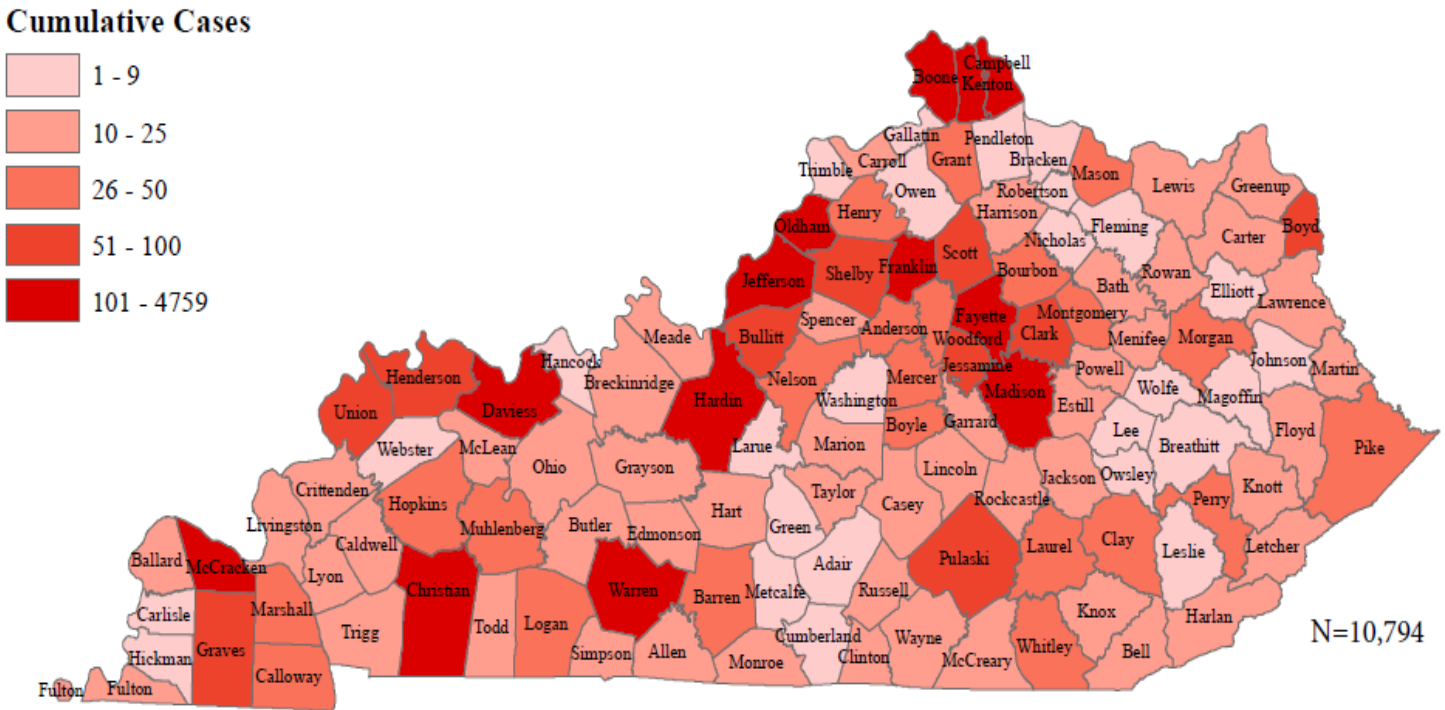 Cumulative Cases
1 - 9
10 - 25
26 - 50
51 - 100
101 - 4759
Boone
Campbell
Kenton
Gallatin
Pendleton
Carroll
Grant
Bracken
Trimble
Owen
Robertson
Mason
Lewis
Greenup
Henry
Harrison
Oldham
Fleming
Boyd
Nicholas
Carter
Scott
Shelby
Franklin
Bourbon
Rowan
Jefferson
Bath
Elliott
Lawrence
Fayette
Montgomery
Spencer
Anderson
Woodford
Clark
Meade
Bullitt
Menifee
Morgan
Hancock
Jessamine
Johnson
Martin
Henderson
Breckinridge
Nelson
Mercer
Powell
Wolfe
Magoffin
Union
Daviess
Hardin
Washington
Madison
Estill
Boyle
Garrard
Lee
Floyd
Webster
McLean
Larue
Marion
Breathitt
Pike
Ohio
Grayson
Lincoln
Owsley
Crittenden
Jackson
Knott
Hopkins
Taylor
Casey
Rockcastle
Perry
Livingston
Muhlenberg
Butler
Edmonson
Hart
Green
Caldwell
Laurel
Clay
Letcher
Ballard
McCracken
Lyon
Pulaski
Leslie
Adair
Christian
Warren
Barren
Metcalfe
Russell
Carlisle
Marshall
Knox
Harlan
Trigg
Todd
Logan
Cumberland
Wayne
Graves
Whitley
Bell
Hickman
Simpson
Allen
Monroe
Clinton
McCreary
Calloway
Fulton
Fulton
N=10,794